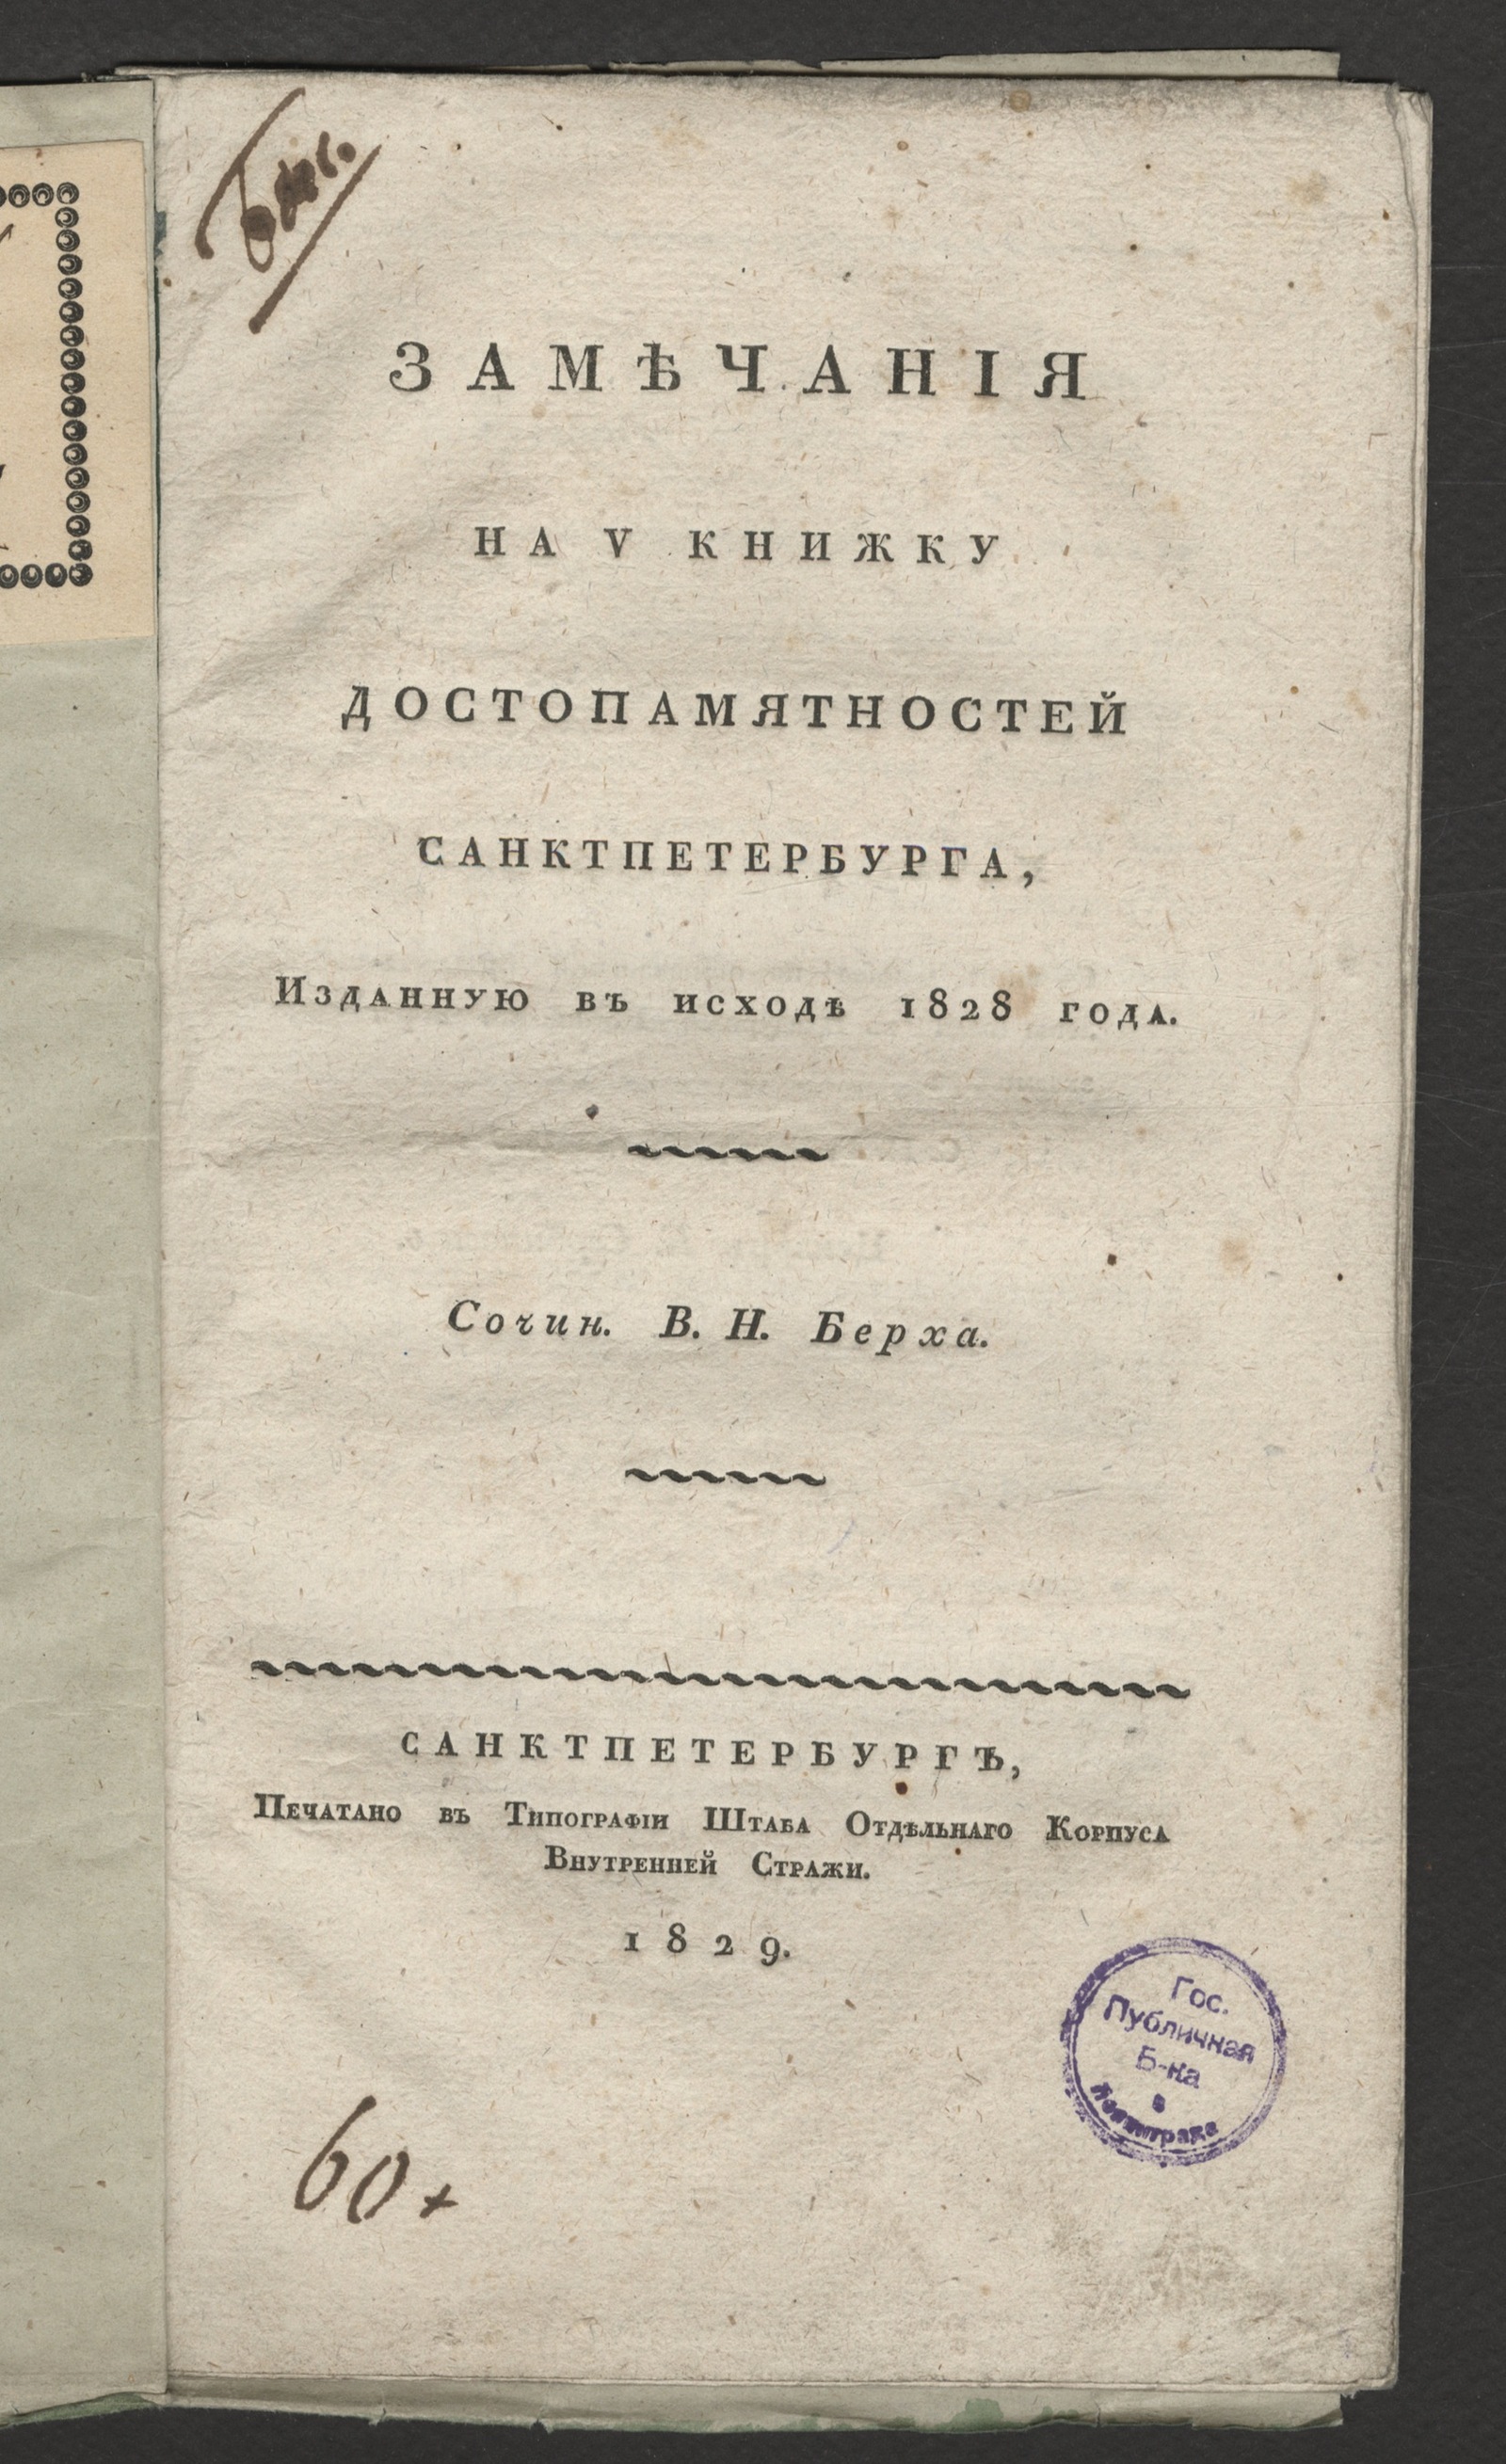 ЗАМѢЧАНІЯ
НА V КНИЖКУ
ДОСТОПАМЯТНОСТЕЙ
САНКТПЕТЕРБУРГА,
Изданную въ исходѣ 1828 года.
Сочин. В. Н. Берха.
САНКТПЕТЕРБУРГЪ,
Печатано въ Типографіи Штаба Отдѣльнаго Корпуса
Внутренней Стражи.
1829.
Гос.
Публичная
Б-ка
в
Ленинграде
60+